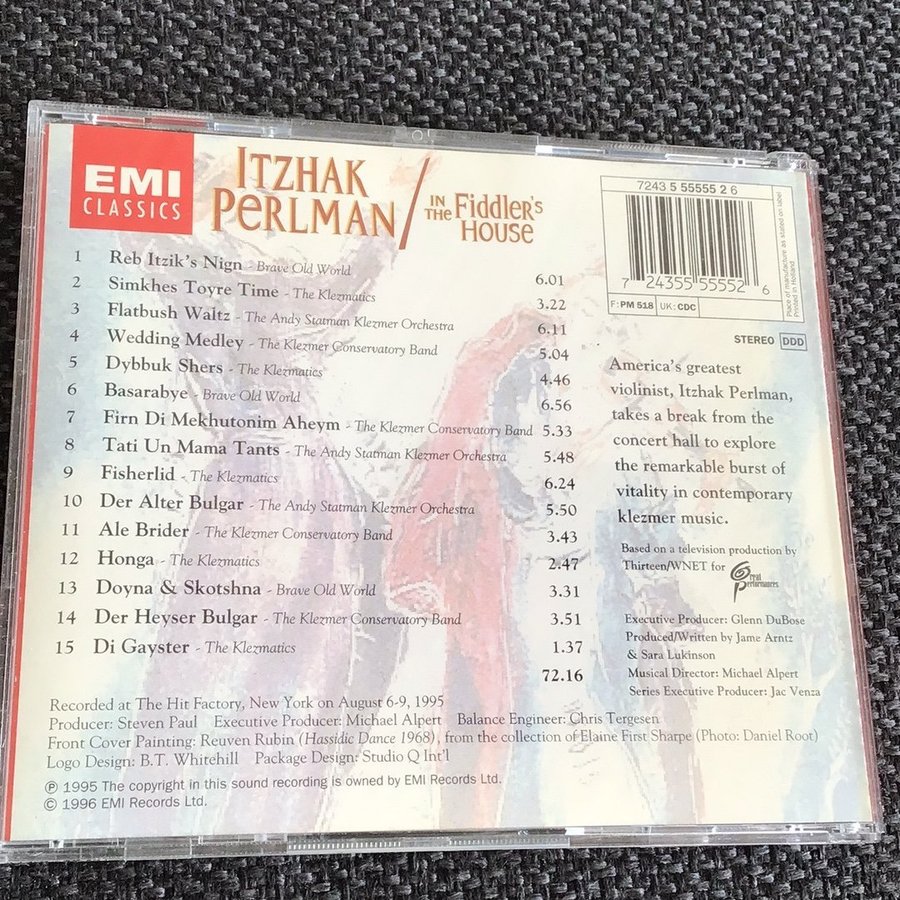 EMI
CLASSICS
ITZHAK
PERLMAN / IN THE FIDDLER'S HOUSE
7243 5 55555 2 6
7 24355 55552 6
F: PM 518 UK: CDC
Place of manufacture as stated on label
Printed in Holland
1 Reb Itzik's Nign - Brave Old World 6.01
2 Simkhes Toyre Time - The Klezmatics 3.22
3 Flatbush Waltz - The Andy Statman Klezmer Orchestra 6.11
4 Wedding Medley - The Klezmer Conservatory Band 5.04
5 Dybbuk Shers - The Klezmatics 4.46
6 Basarabye - Brave Old World 6.56
7 Firn Di Mekhutonim Aheym - The Klezmer Conservatory Band 5.33
8 Tati Un Mama Tants - The Andy Statman Klezmer Orchestra 5.48
9 Fisherlid - The Klezmatics 6.24
10 Der Alter Bulgar - The Andy Statman Klezmer Orchestra 5.50
11 Ale Brider - The Klezmer Conservatory Band 3.43
12 Honga - The Klezmatics 2.47
13 Doyna & Skotshna - Brave Old World 3.31
14 Der Heyser Bulgar - The Klezmer Conservatory Band 3.51
15 Di Gayster - The Klezmatics 1.37
72.16
STEREO DDD
America's greatest
violinist, Itzhak Perlman,
takes a break from the
concert hall to explore
the remarkable burst of
vitality in contemporary
klezmer music.
Based on a television production by
Thirteen/WNET for Great Performances
Executive Producer: Glenn DuBose
Produced/Written by Jame Arntz
& Sara Lukinson
Musical Director: Michael Alpert
Series Executive Producer: Jac Venza
Recorded at The Hit Factory, New York on August 6-9, 1995
Producer: Steven Paul Executive Producer: Michael Alpert Balance Engineer: Chris Tergesen
Front Cover Painting: Reuven Rubin (Hassidic Dance 1968), from the collection of Elaine First Sharpe (Photo: Daniel Root)
Logo Design: B.T. Whitehill Package Design: Studio Q Int'l
℗ 1995 The copyright in this sound recording is owned by EMI Records Ltd.
© 1996 EMI Records Ltd.